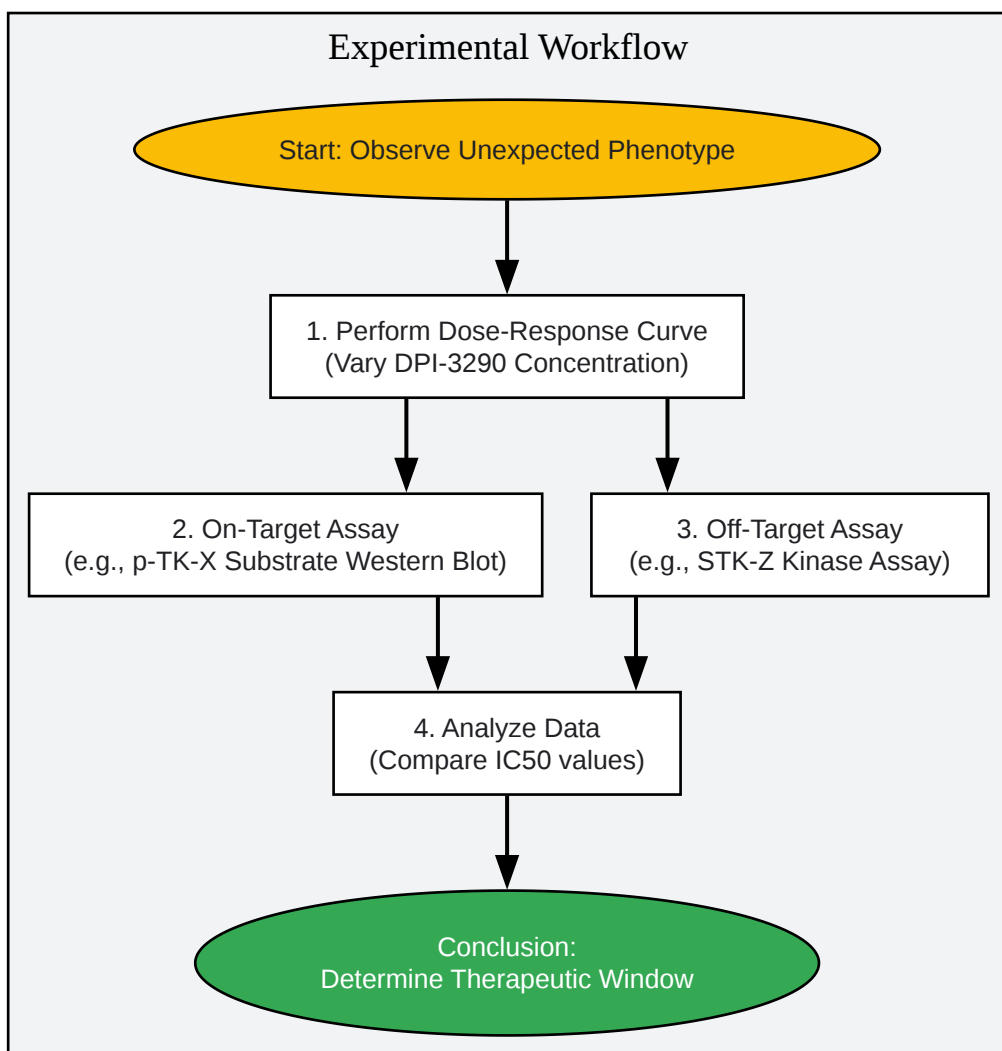 Experimental Workflow
Start: Observe Unexpected Phenotype
1. Perform Dose-Response Curve
(Vary DPI-3290 Concentration)
2. On-Target Assay
(e.g., p-TK-X Substrate Western Blot)
3. Off-Target Assay
(e.g., STK-Z Kinase Assay)
4. Analyze Data
(Compare IC50 values)
Conclusion:
Determine Therapeutic Window